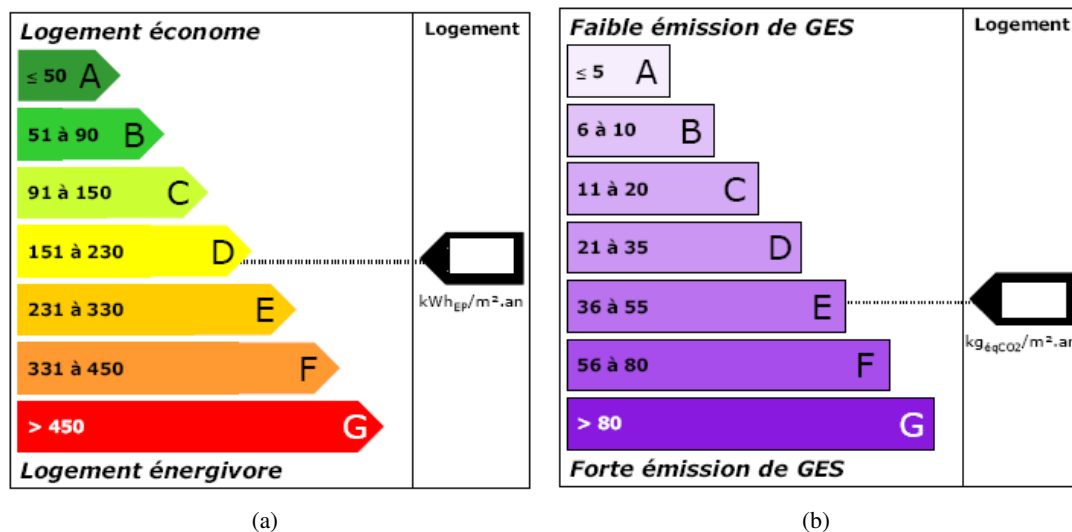 Logement économe
Logement
≤ 50 A
51 à 90 B
91 à 150 C
151 à 230 D
231 à 330 E
331 à 450 F
> 450 G
kWhEP/m².an
Logement énergivore
(a)
Faible émission de GES
Logement
≤ 5 A
6 à 10 B
11 à 20 C
21 à 35 D
36 à 55 E
56 à 80 F
> 80 G
kgéqCO2/m².an
Forte émission de GES
(b)